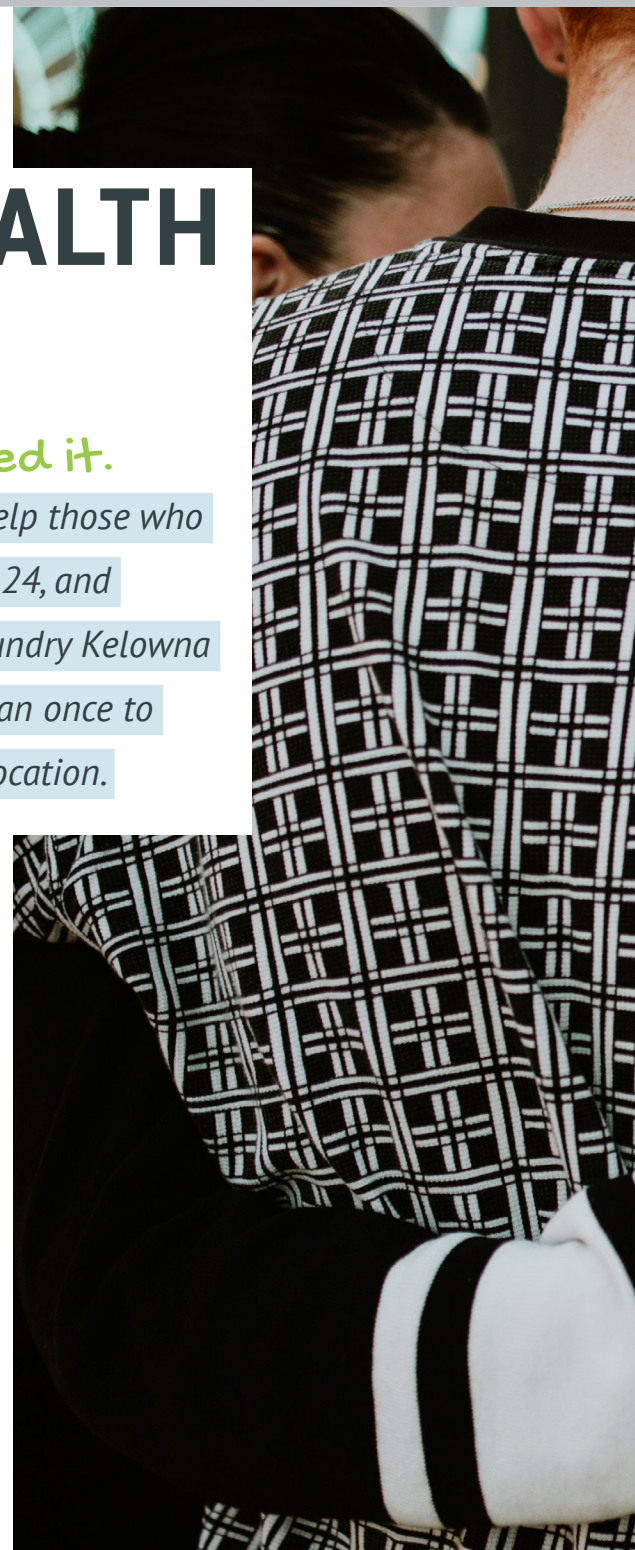 ALTH
ed it.
elp those who
24, and
undry Kelowna
an once to
ocation.